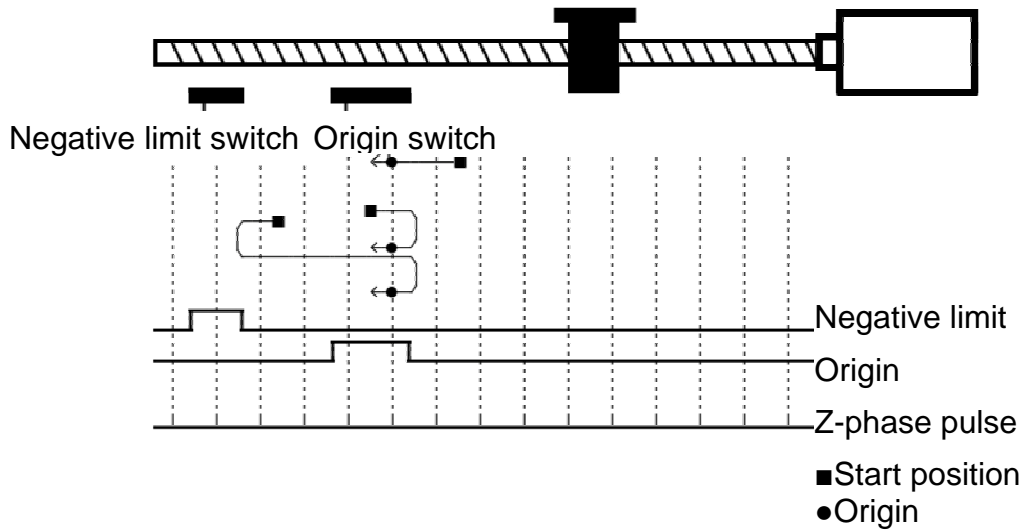 Negative limit switch Origin switch
Negative limit
Origin
Z-phase pulse
■Start position
●Origin